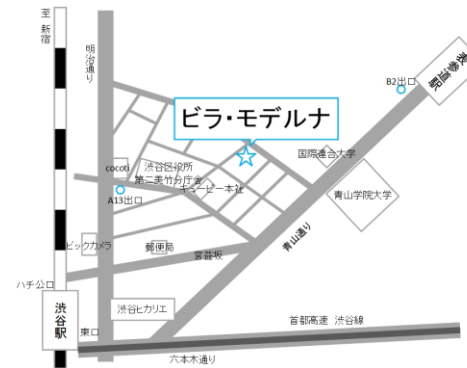 至 新宿
明治通り
表参道駅
B2出口
ビラ・モデルナ
国際連合大学
cocoti
渋谷区役所
第二美竹分庁舎
キューピー本社
A13出口
青山学院大学
青山通り
ビックカメラ
郵便局
宮益坂
ハチ公口
渋谷ヒカリエ
渋谷駅
東口
首都高速 渋谷線
六本木通り